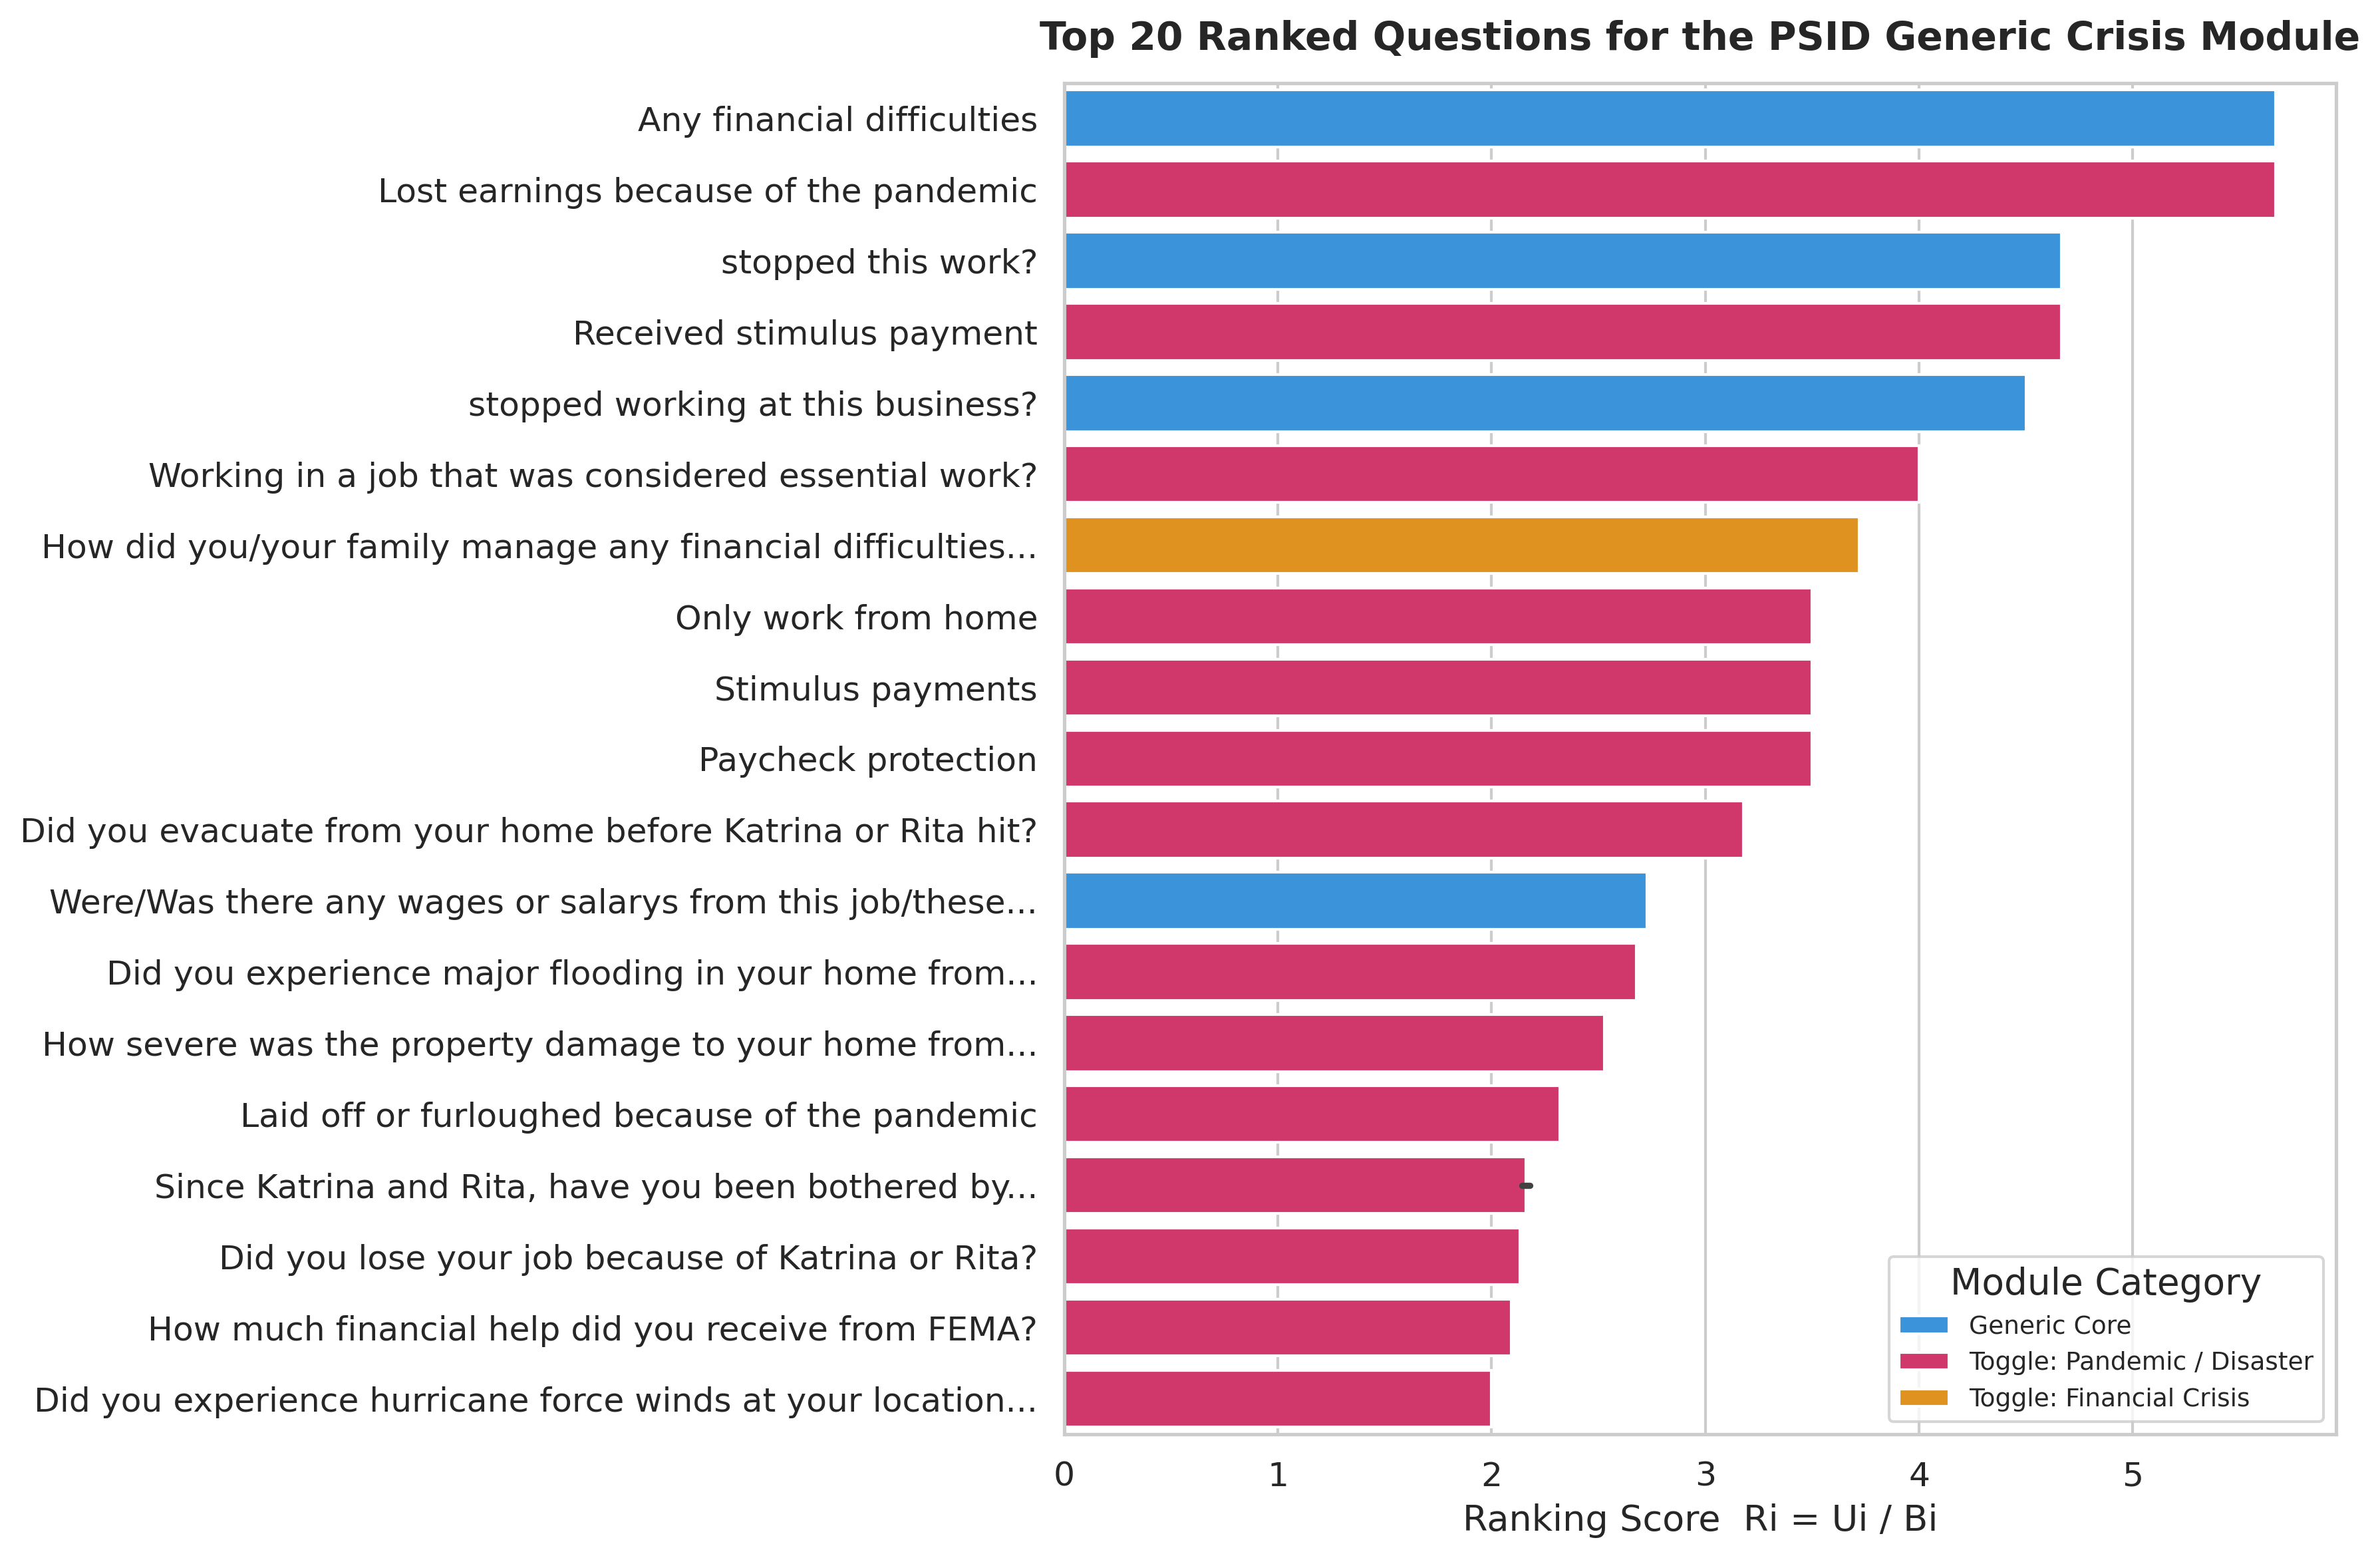 Top 20 Ranked Questions for the PSID Generic Crisis Module
Any financial difficulties
Lost earnings because of the pandemic
stopped this work?
Received stimulus payment
stopped working at this business?
Working in a job that was considered essential work?
How did you/your family manage any financial difficulties...
Only work from home
Stimulus payments
Paycheck protection
Did you evacuate from your home before Katrina or Rita hit?
Were/Was there any wages or salarys from this job/these...
Did you experience major flooding in your home from...
How severe was the property damage to your home from...
Laid off or furloughed because of the pandemic
Since Katrina and Rita, have you been bothered by...
Did you lose your job because of Katrina or Rita?
How much financial help did you receive from FEMA?
Did you experience hurricane force winds at your location...
Module Category
Generic Core
Toggle: Pandemic / Disaster
Toggle: Financial Crisis
0 1 2 3 4 5
Ranking Score  Ri = Ui / Bi